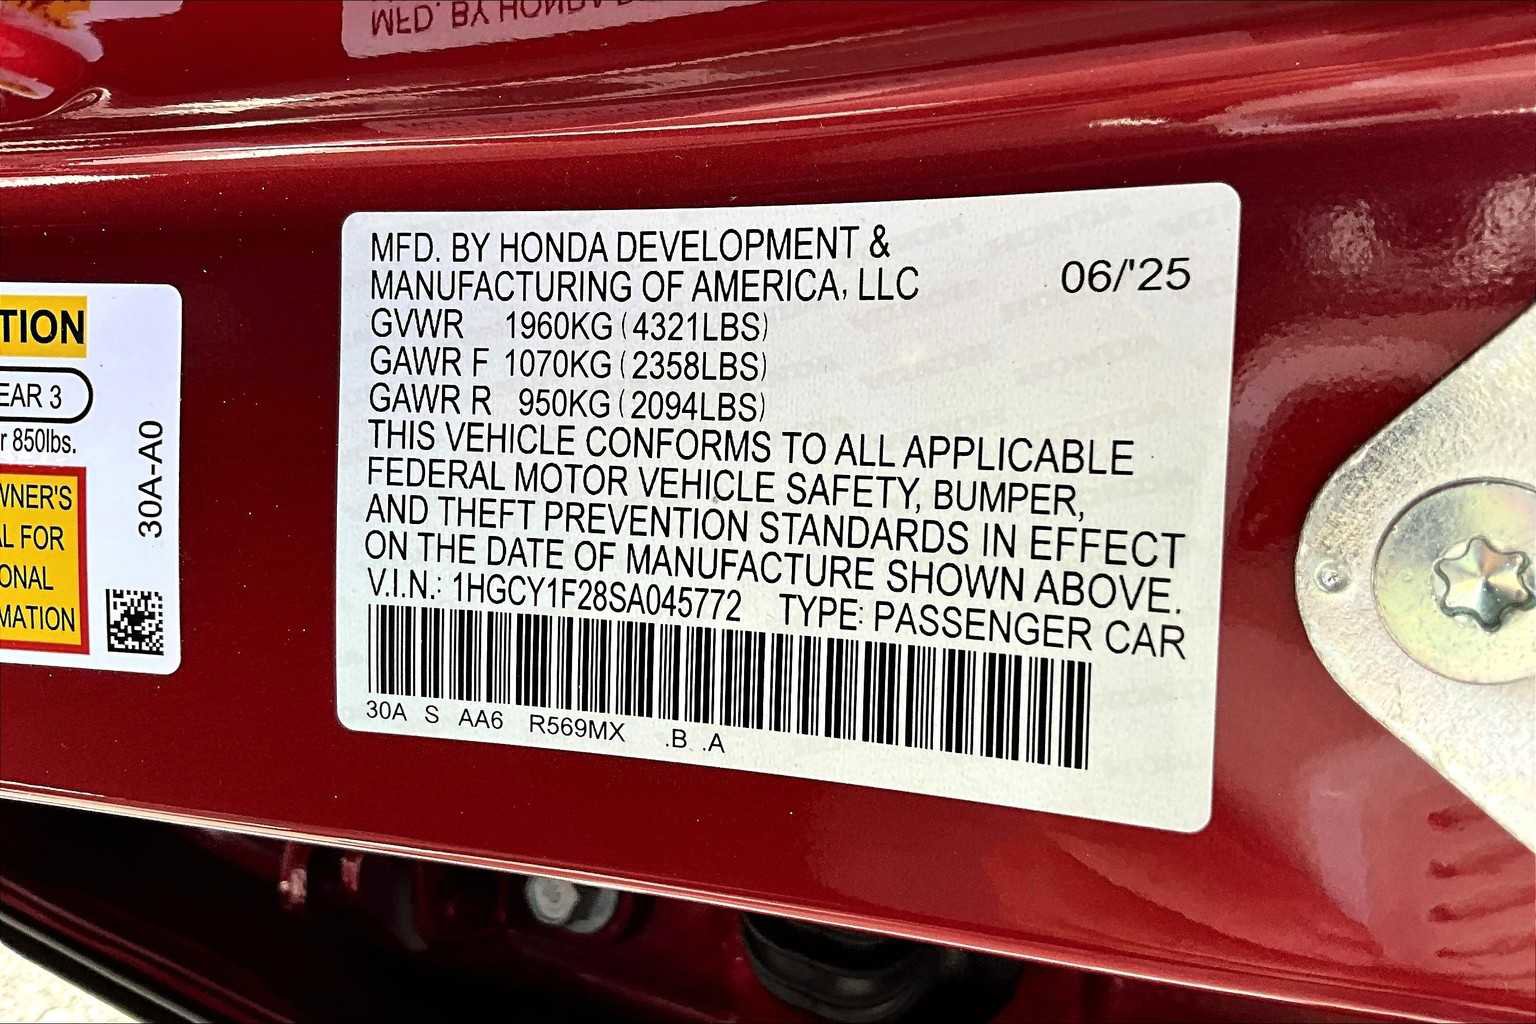 MFD. BY HONDA
TION
EAR 3
r 850lbs.
WNER'S
AL FOR
ONAL
MATION
30A-A0
MFD. BY HONDA DEVELOPMENT &
MANUFACTURING OF AMERICA, LLC
06/'25
GVWR 1960KG (4321LBS)
GAWR F 1070KG (2358LBS)
GAWR R 950KG (2094LBS)
THIS VEHICLE CONFORMS TO ALL APPLICABLE
FEDERAL MOTOR VEHICLE SAFETY, BUMPER,
AND THEFT PREVENTION STANDARDS IN EFFECT
ON THE DATE OF MANUFACTURE SHOWN ABOVE.
V.I.N.: 1HGCY1F28SA045772 TYPE: PASSENGER CAR
30A S AA6 R569MX .B .A